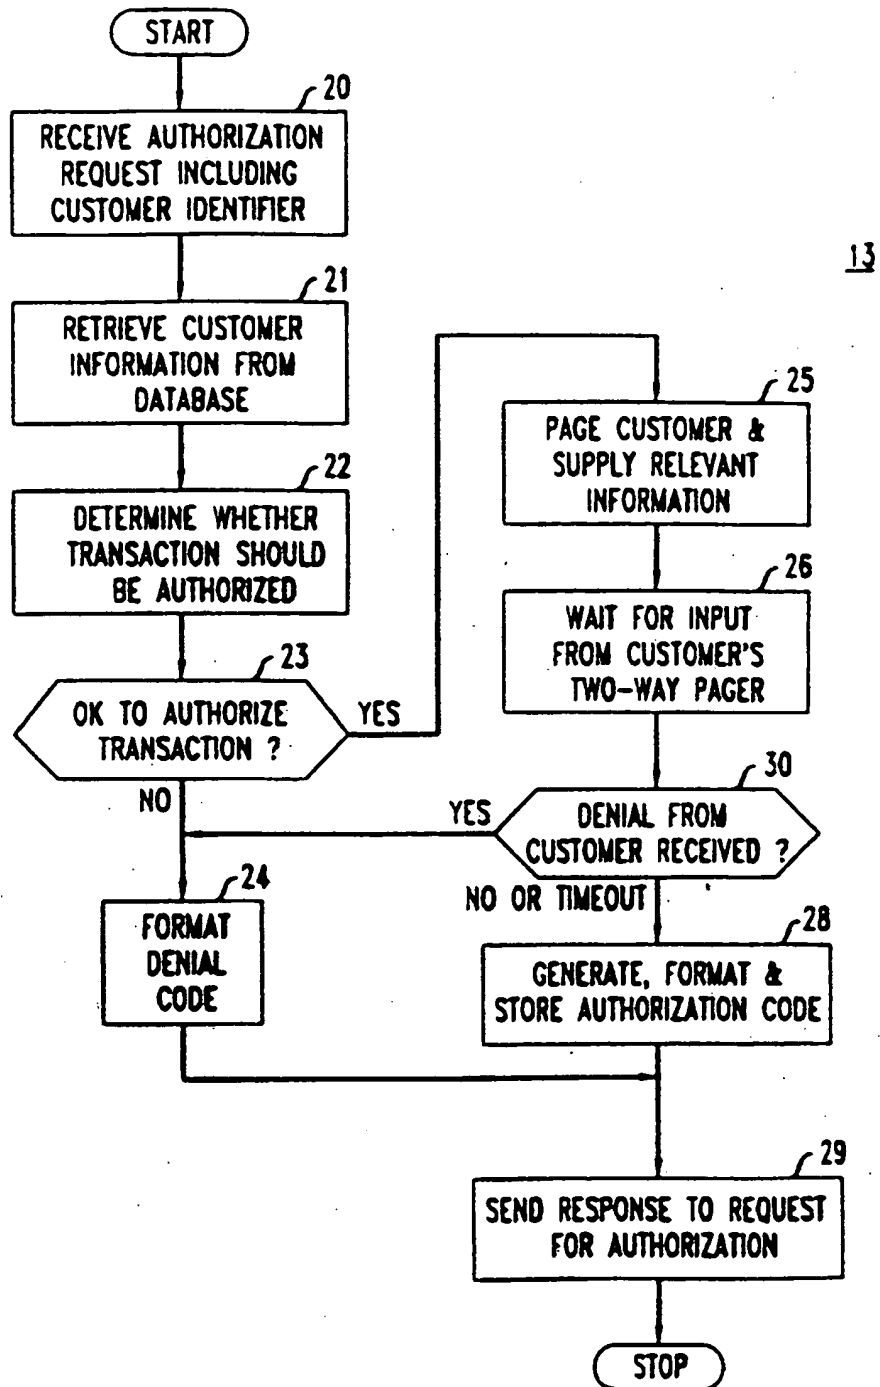 START
20
RECEIVE AUTHORIZATION
REQUEST INCLUDING
CUSTOMER IDENTIFIER
13
21
RETRIEVE CUSTOMER
INFORMATION FROM
DATABASE
22
DETERMINE WHETHER
TRANSACTION SHOULD
BE AUTHORIZED
23
OK TO AUTHORIZE
TRANSACTION ?
YES
NO
25
PAGE CUSTOMER &
SUPPLY RELEVANT
INFORMATION
26
WAIT FOR INPUT
FROM CUSTOMER'S
TWO-WAY PAGER
30
DENIAL FROM
CUSTOMER RECEIVED ?
YES
NO OR TIMEOUT
24
FORMAT
DENIAL
CODE
28
GENERATE, FORMAT &
STORE AUTHORIZATION CODE
29
SEND RESPONSE TO REQUEST
FOR AUTHORIZATION
STOP